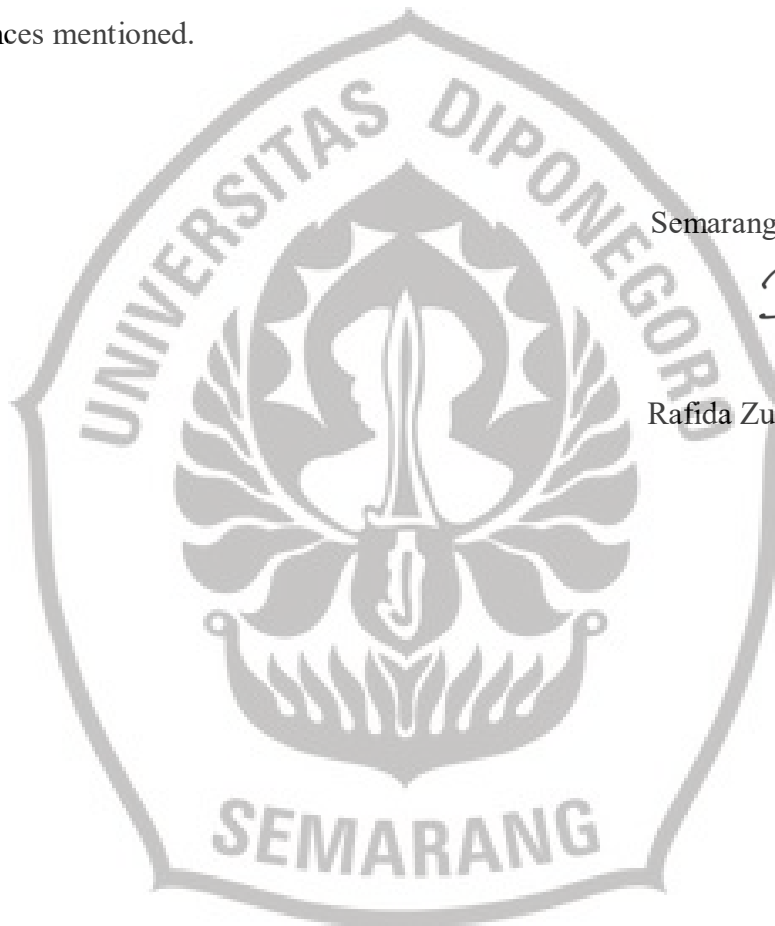 nces mentioned.
UNIVERSITAS DIPONEGORO
Semarang
Rafida Zu
SEMARANG